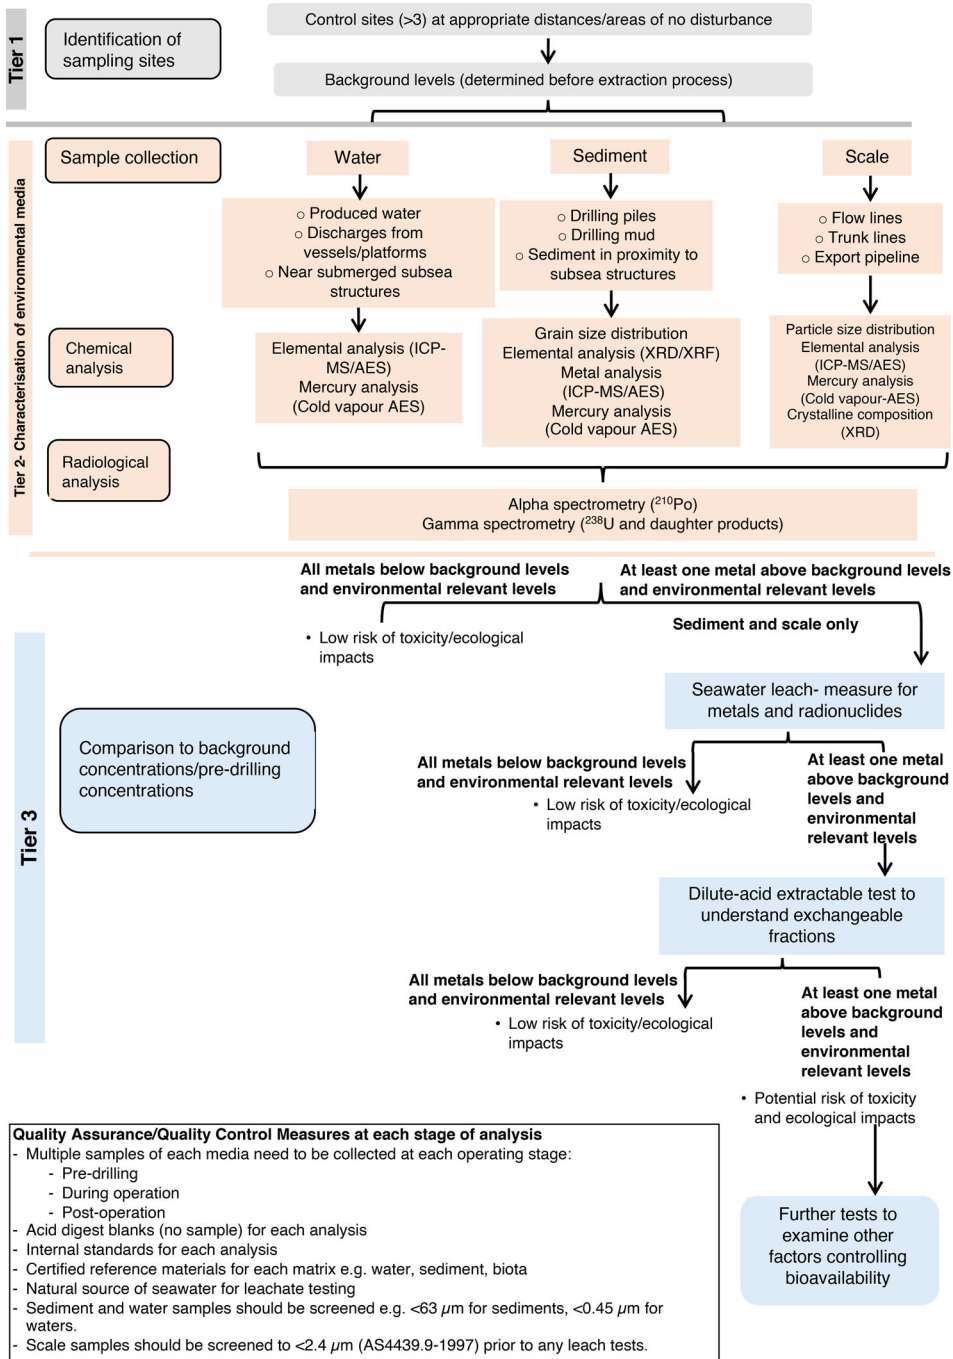 Tier 1
Identification of
sampling sites
Control sites (>3) at appropriate distances/areas of no disturbance
Background levels (determined before extraction process)
Tier 2- Characterisation of environmental media
Sample collection
Water
Sediment
Scale
○ Produced water
○ Discharges from
vessels/platforms
○ Near submerged subsea
structures
○ Drilling piles
○ Drilling mud
○ Sediment in proximity to
subsea structures
○ Flow lines
○ Trunk lines
○ Export pipeline
Chemical
analysis
Elemental analysis (ICP-
MS/AES)
Mercury analysis
(Cold vapour AES)
Grain size distribution
Elemental analysis (XRD/XRF)
Metal analysis
(ICP-MS/AES)
Mercury analysis
(Cold vapour AES)
Particle size distribution
Elemental analysis
(ICP-MS/AES)
Mercury analysis
(Cold vapour-AES)
Crystalline composition
(XRD)
Radiological
analysis
Alpha spectrometry (²¹⁰Po)
Gamma spectrometry (²³⁸U and daughter products)
Tier 3
Comparison to background
concentrations/pre-drilling
concentrations
All metals below background levels
and environmental relevant levels
At least one metal above background levels
and environmental relevant levels
• Low risk of toxicity/ecological
impacts
Sediment and scale only
Seawater leach- measure for
metals and radionuclides
All metals below background levels
and environmental relevant levels
• Low risk of toxicity/ecological
impacts
At least one metal
above background
levels and
environmental
relevant levels
Dilute-acid extractable test to
understand exchangeable
fractions
All metals below background levels
and environmental relevant levels
• Low risk of toxicity/ecological
impacts
At least one metal
above background
levels and
environmental
relevant levels
• Potential risk of toxicity
and ecological impacts
Further tests to
examine other
factors controlling
bioavailability
Quality Assurance/Quality Control Measures at each stage of analysis
- Multiple samples of each media need to be collected at each operating stage:
- Pre-drilling
- During operation
- Post-operation
- Acid digest blanks (no sample) for each analysis
- Internal standards for each analysis
- Certified reference materials for each matrix e.g. water, sediment, biota
- Natural source of seawater for leachate testing
- Sediment and water samples should be screened e.g. <63 µm for sediments, <0.45 µm for
waters.
- Scale samples should be screened to <2.4 µm (AS4439.9-1997) prior to any leach tests.